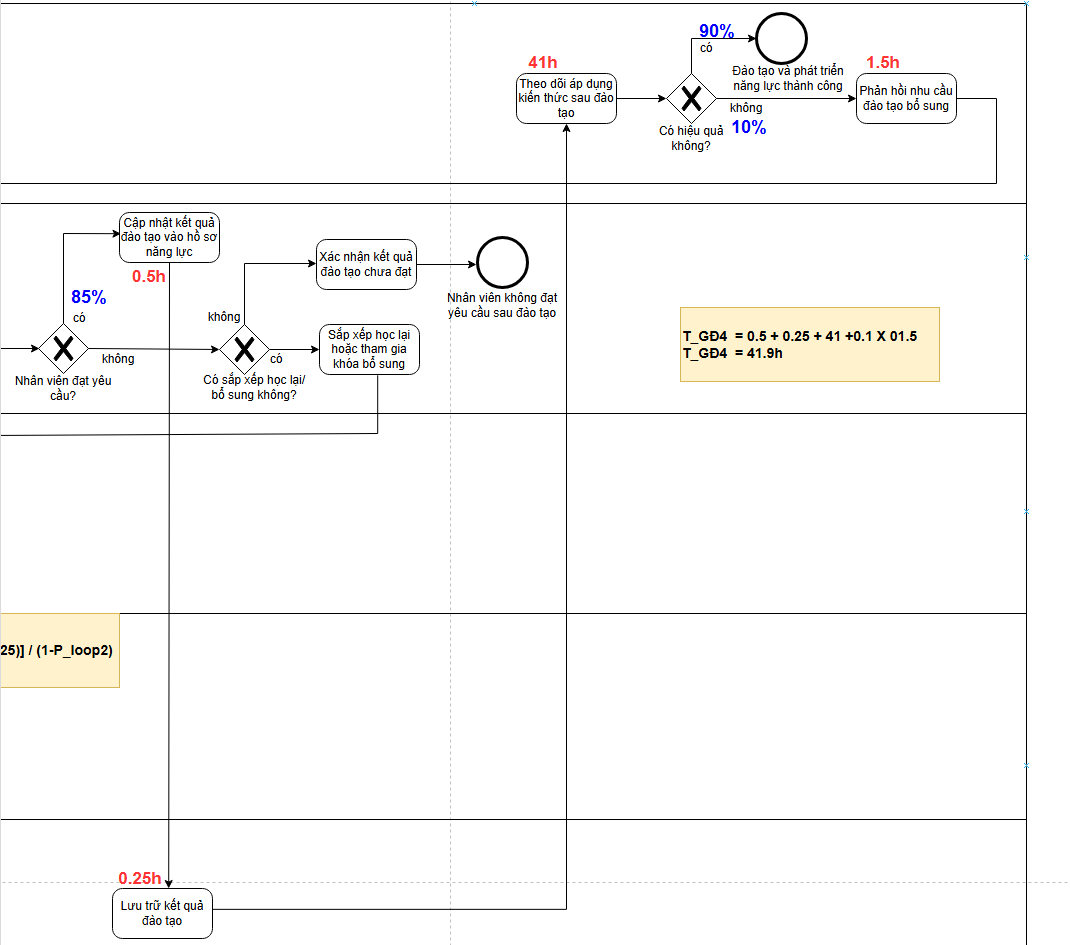 90%
có
41h
Theo dõi áp dụng
kiến thức sau đào
tạo
Đào tạo và phát triển
năng lực thành công
1.5h
Phản hồi nhu cầu
đào tạo bổ sung
không
10%
Có hiệu quả
không?
Cập nhật kết quả
đào tạo vào hồ sơ
năng lực
0.5h
85%
có
không
Nhân viên đạt yêu
cầu?
không
có
Có sắp xếp học lại/
bổ sung không?
Xác nhận kết quả
đào tạo chưa đạt
Nhân viên không đạt
yêu cầu sau đào tạo
Sắp xếp học lại
hoặc tham gia
khóa bổ sung
T_GĐ4 = 0.5 + 0.25 + 41 +0.1 X 01.5
T_GĐ4 = 41.9h
25)] / (1-P_loop2)
0.25h
Lưu trữ kết quả
đào tạo